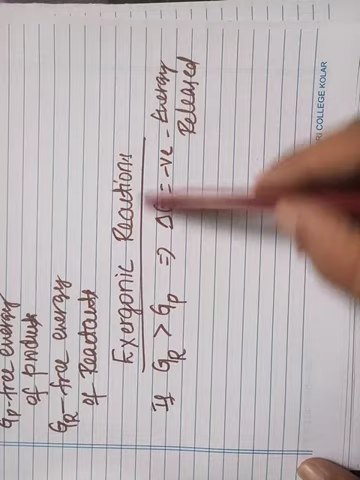 Gp-free energy
of products
GR-free energy
of Reactants
Exergonic Reactions
If GR > Gp => ΔG = -ve - Energy
Released
COLLEGE KOLAR